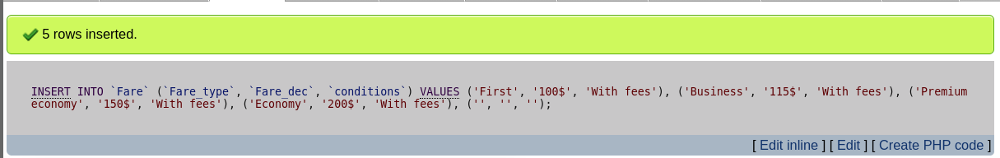 5 rows inserted.
INSERT INTO `Fare` (`Fare_type`, `Fare_dec`, `conditions`) VALUES ('First', '100$', 'With fees'), ('Business', '115$', 'With fees'), ('Premium
economy', '150$', 'With fees'), ('Economy', '200$', 'With fees'), ('', '', '');
[ Edit inline ] [ Edit ] [ Create PHP code ]